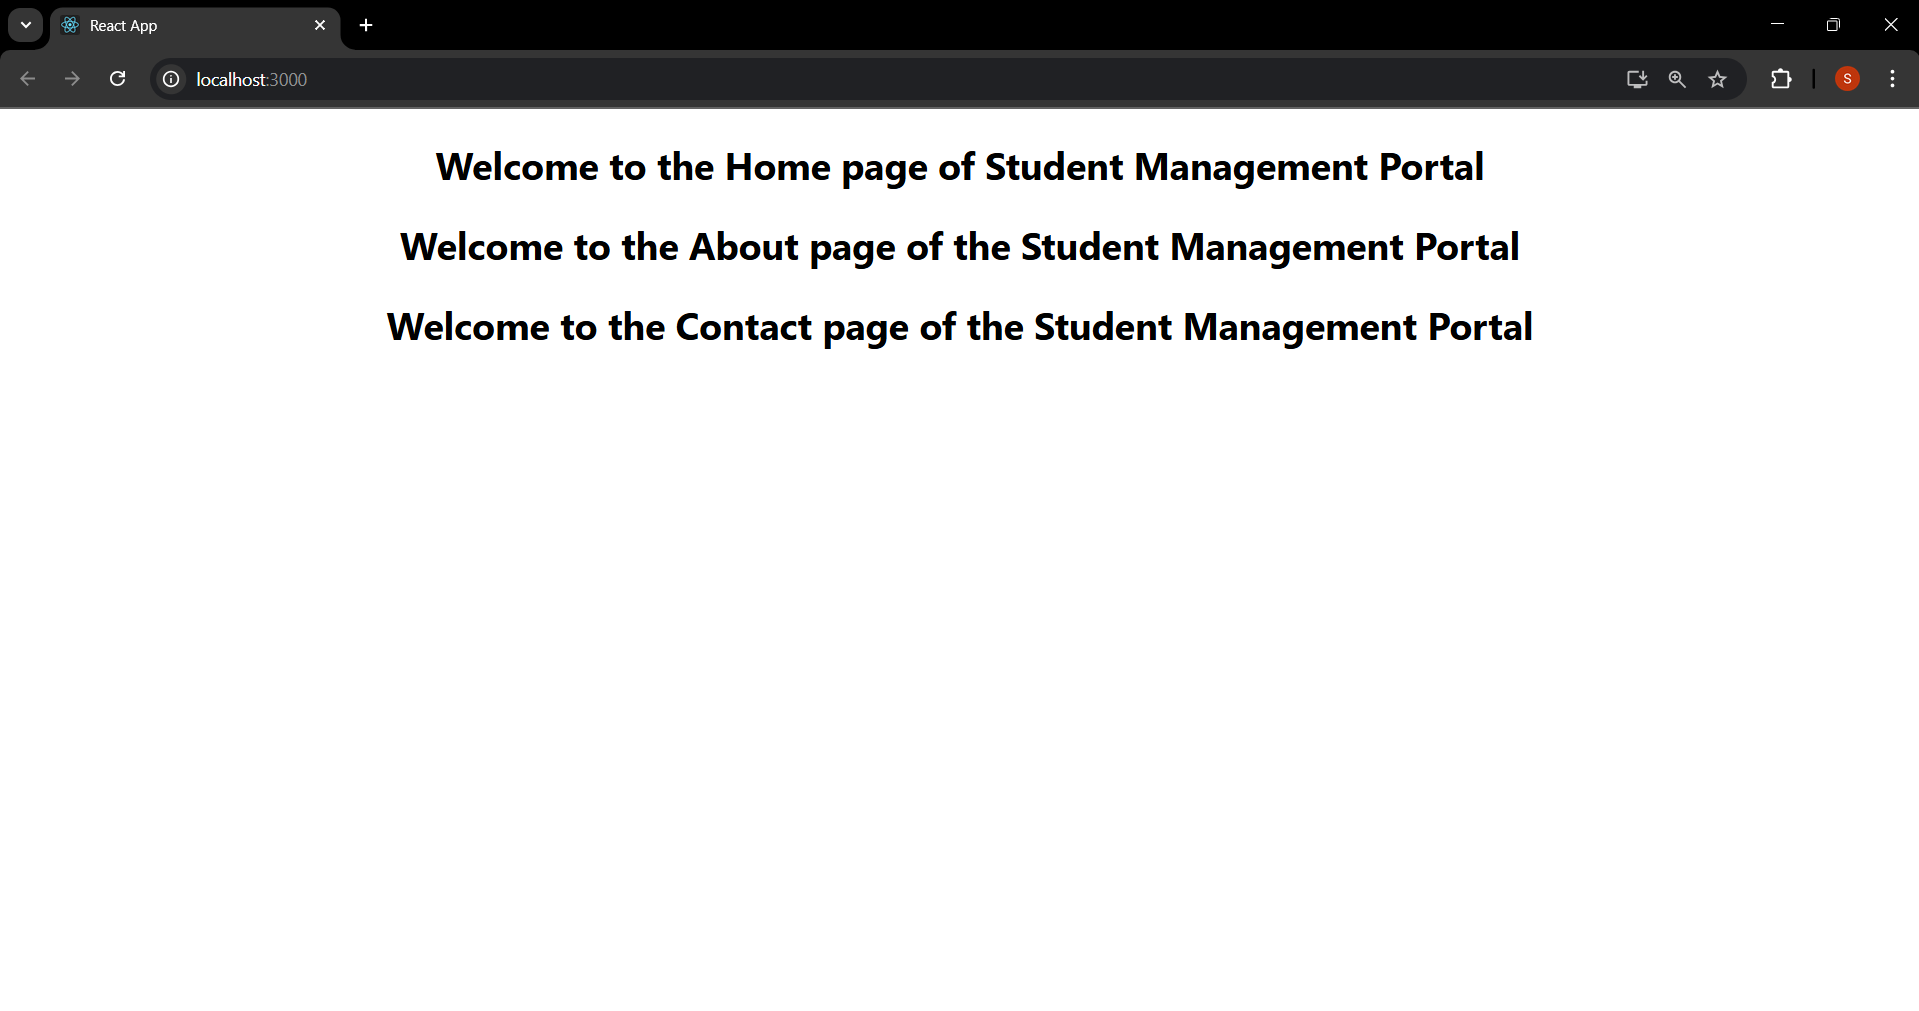 React App
localhost:3000
S
Welcome to the Home page of Student Management Portal
Welcome to the About page of the Student Management Portal
Welcome to the Contact page of the Student Management Portal